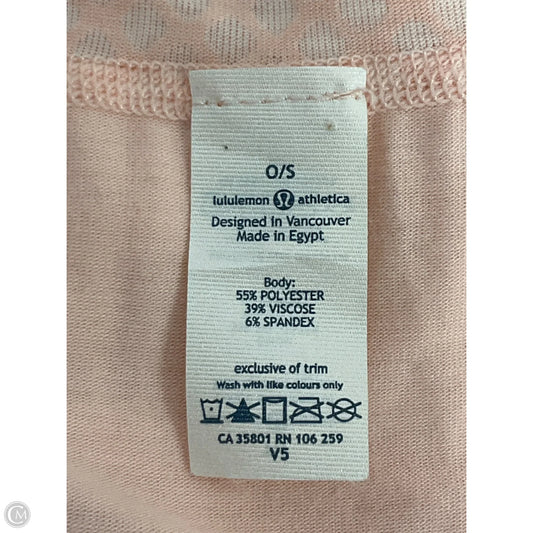 O/S
lululemon athletica
Designed in Vancouver
Made in Egypt
Body:
55% POLYESTER
39% VISCOSE
6% SPANDEX
exclusive of trim
Wash with like colours only
CA 35801 RN 106 259
V5
CM